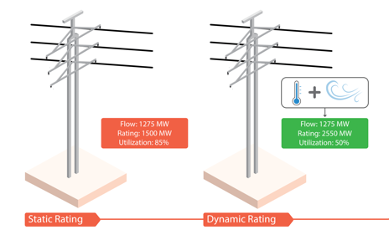 Flow: 1275 MW
Rating: 1500 MW
Utilization: 85%
Flow: 1275 MW
Rating: 2550 MW
Utilization: 50%
Static Rating
Dynamic Rating